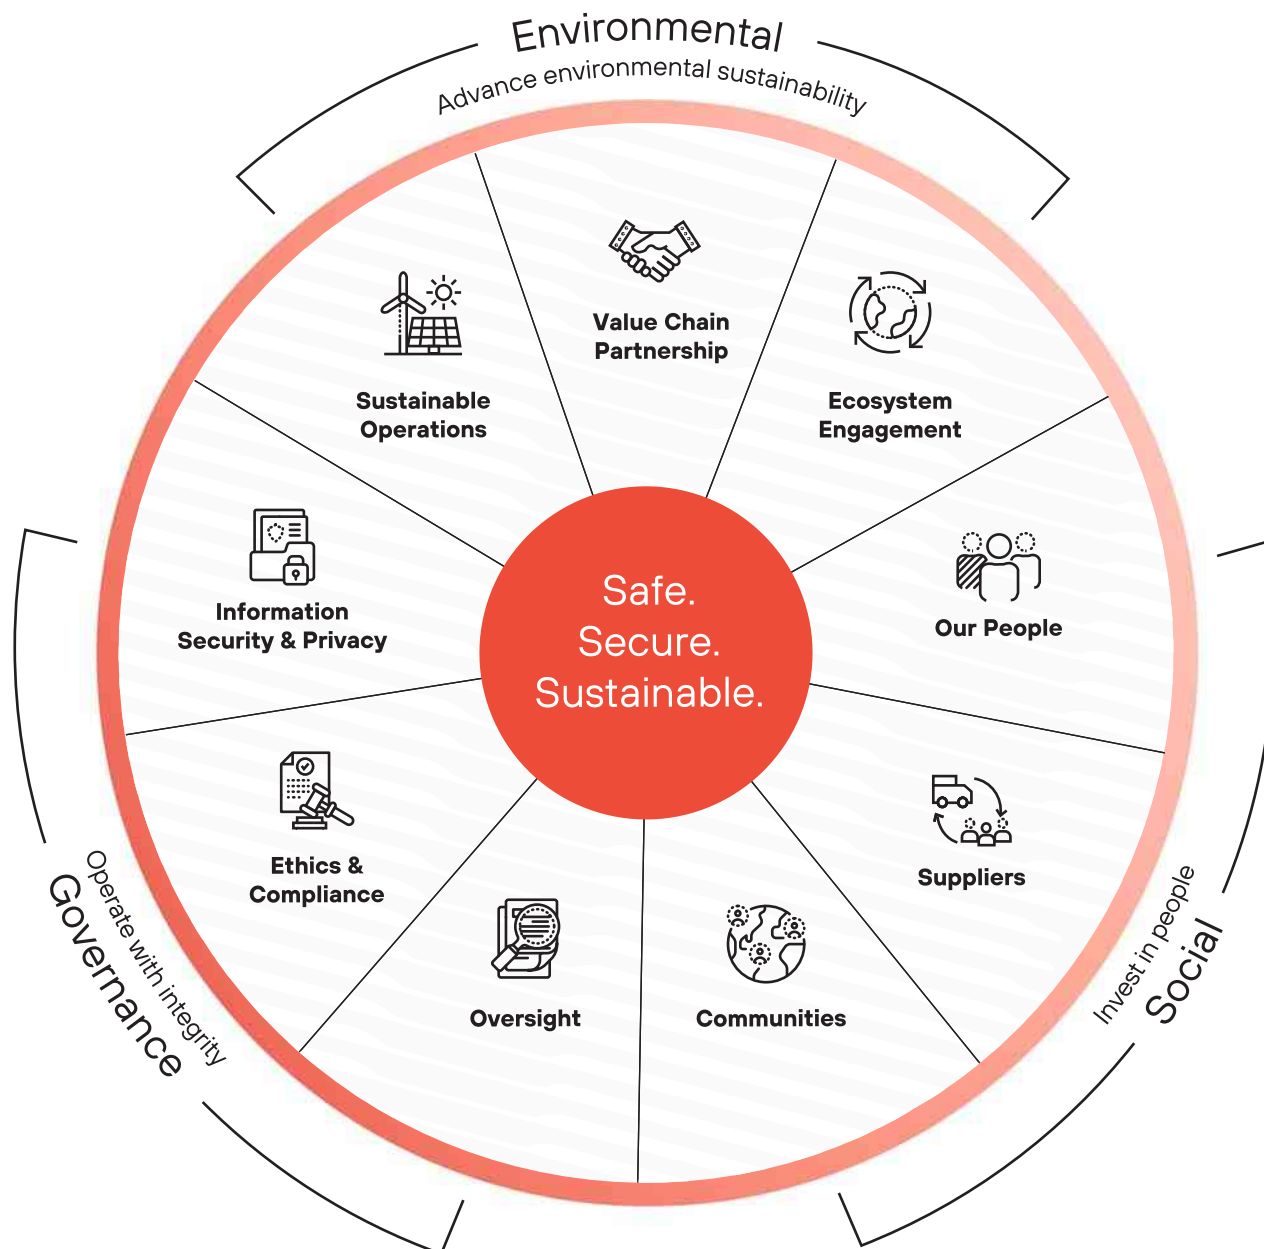 Environmental
Advance environmental sustainability
Value Chain
Partnership
Sustainable
Operations
Ecosystem
Engagement
Information
Security & Privacy
Our People
Safe.
Secure.
Sustainable.
Ethics &
Compliance
Suppliers
Oversight
Communities
Operate with integrity
Governance
Invest in people
Social